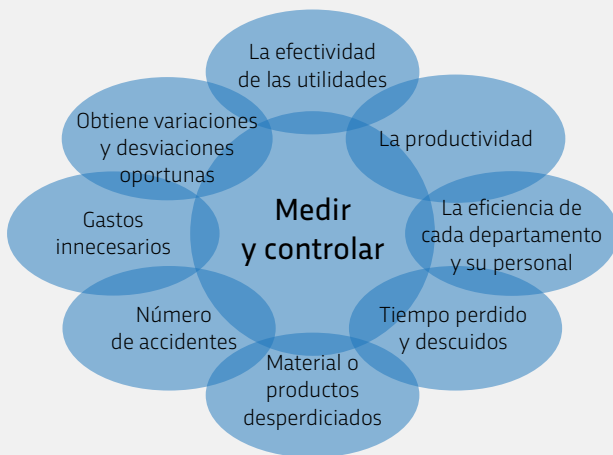 La efectividad
de las utilidades
La productividad
La eficiencia de
cada departamento
y su personal
Tiempo perdido
y descuidos
Material o
productos
desperdiciados
Número
de accidentes
Gastos
innecesarios
Obtiene variaciones
y desviaciones
oportunas
Medir
y controlar